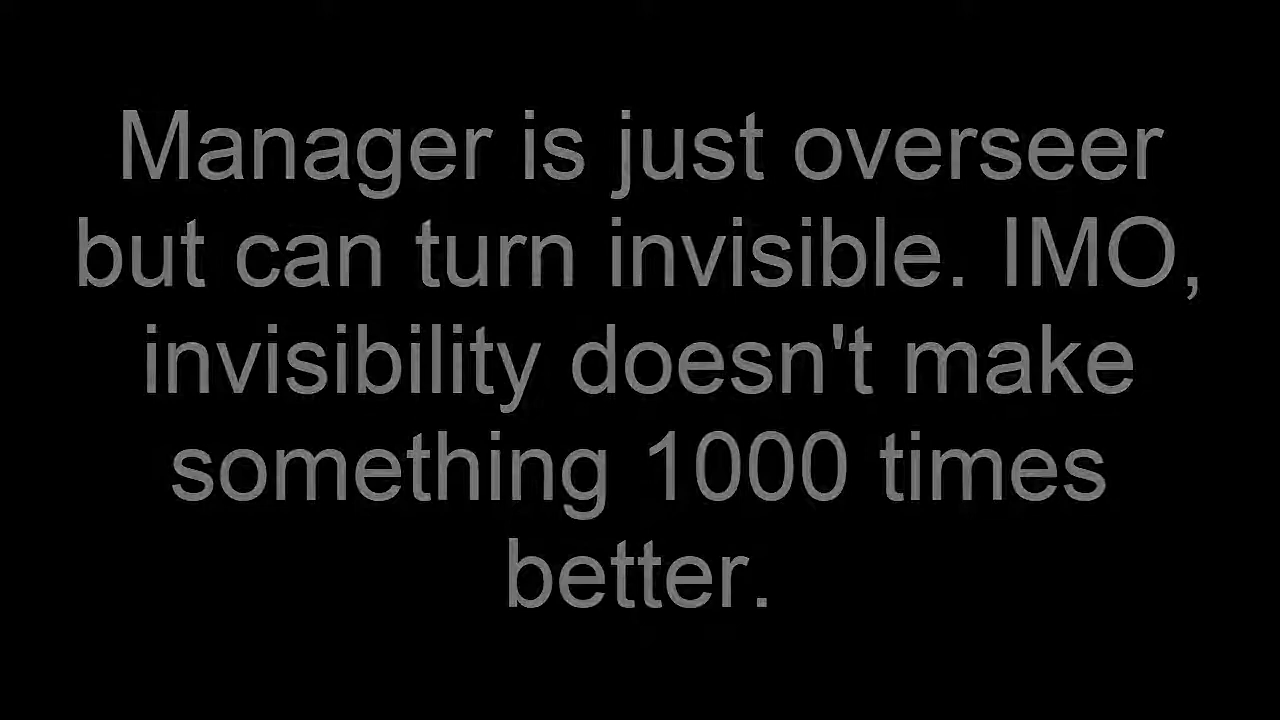 Manager is just overseer
but can turn invisible. IMO,
invisibility doesn't make
something 1000 times
better.